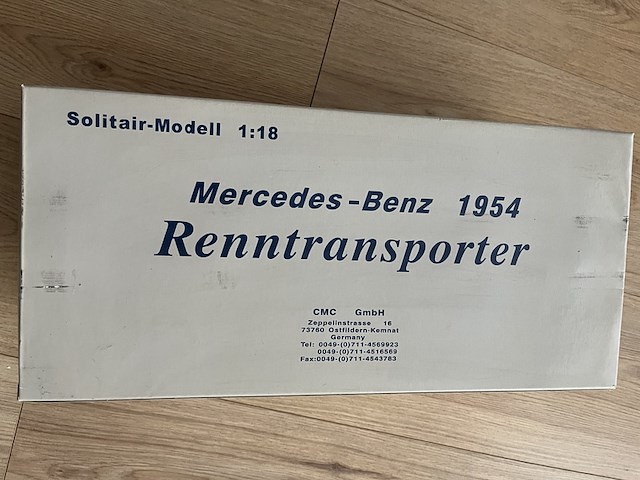 Solitair-Modell 1:18
Mercedes-Benz 1954
Renntransporter
CMC GmbH
Zeppelinstrasse 16
73760 Ostfildern-Kemnat
Germany
Tel: 0049-(0)711-4569923
0049-(0)711-4516569
Fax:0049-(0)711-4543783